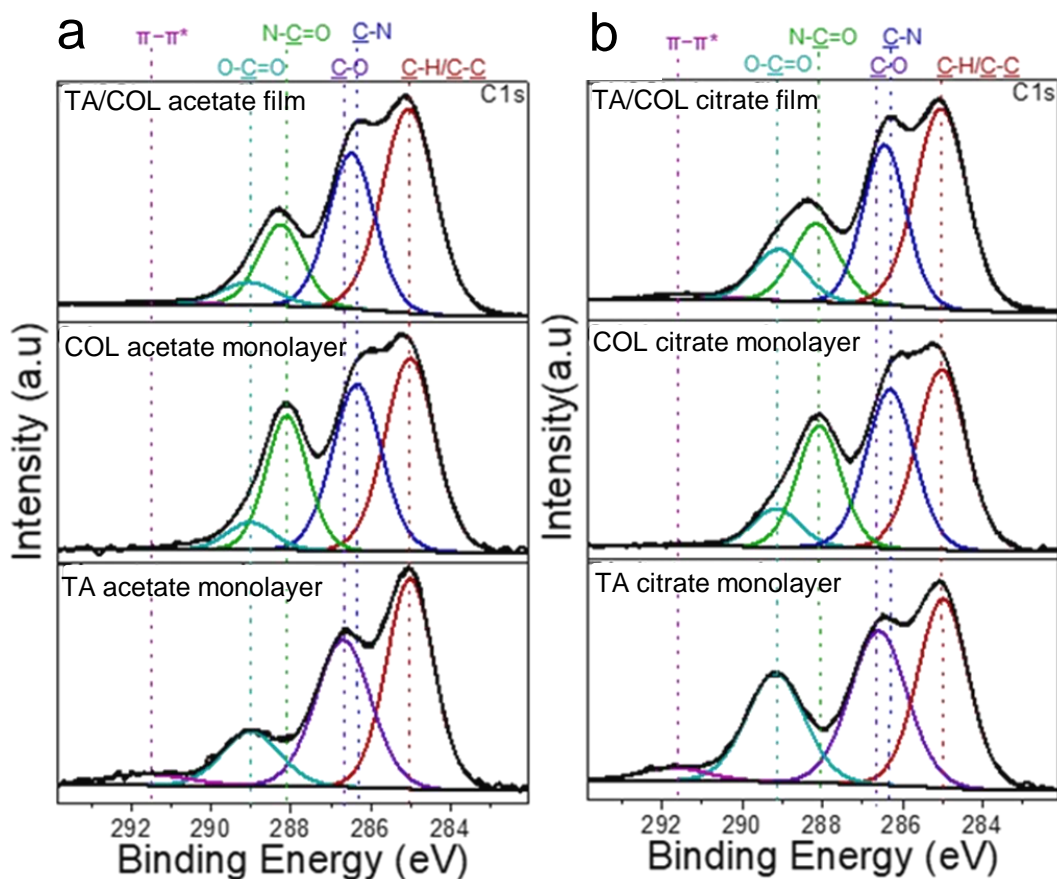 a
π−π*
N-C=O
C-N
O-C=O
C-O
C-H/C-C
TA/COL acetate film
C1s
COL acetate monolayer
TA acetate monolayer
Intensity (a.u)
292 290 288 286 284
Binding Energy (eV)
b
π−π*
N-C=O
C-N
O-C=O
C-O
C-H/C-C
TA/COL citrate film
C1s
COL citrate monolayer
TA citrate monolayer
Intensity(a.u)
292 290 288 286 284
Binding Energy (eV)